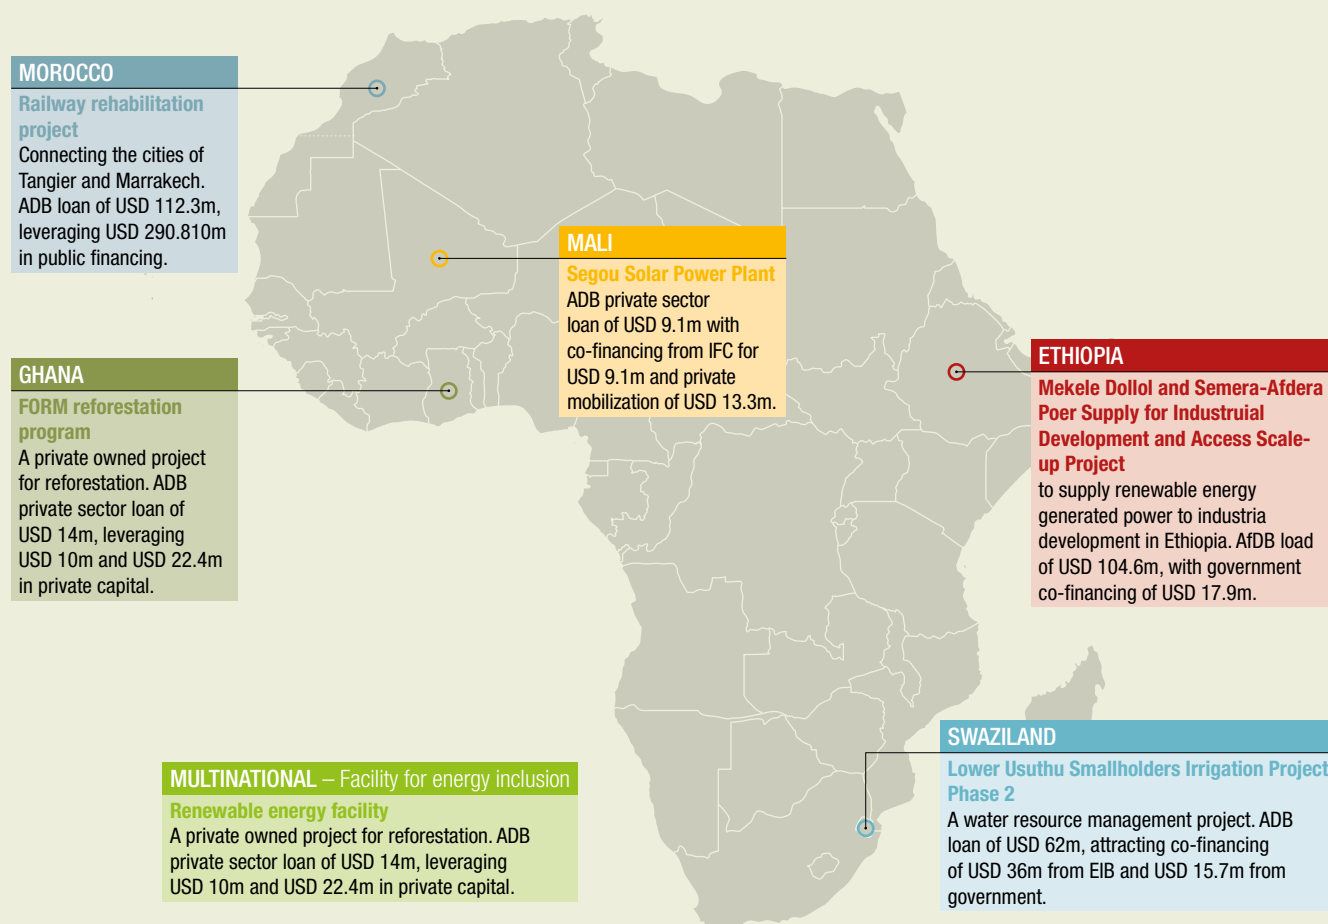 MOROCCO
Railway rehabilitation
project
Connecting the cities of
Tangier and Marrakech.
ADB loan of USD 112.3m,
leveraging USD 290.810m
in public financing.
MALI
Segou Solar Power Plant
ADB private sector
loan of USD 9.1m with
co-financing from IFC for
USD 9.1m and private
mobilization of USD 13.3m.
GHANA
FORM reforestation
program
A private owned project
for reforestation. ADB
private sector loan of
USD 14m, leveraging
USD 10m and USD 22.4m
in private capital.
ETHIOPIA
Mekele Dollol and Semera-Afdera
Poer Supply for Industruial
Development and Access Scale-
up Project
to supply renewable energy
generated power to industria
development in Ethiopia. AfDB load
of USD 104.6m, with government
co-financing of USD 17.9m.
MULTINATIONAL – Facility for energy inclusion
Renewable energy facility
A private owned project for reforestation. ADB
private sector loan of USD 14m, leveraging
USD 10m and USD 22.4m in private capital.
SWAZILAND
Lower Usuthu Smallholders Irrigation Project
Phase 2
A water resource management project. ADB
loan of USD 62m, attracting co-financing
of USD 36m from EIB and USD 15.7m from
government.